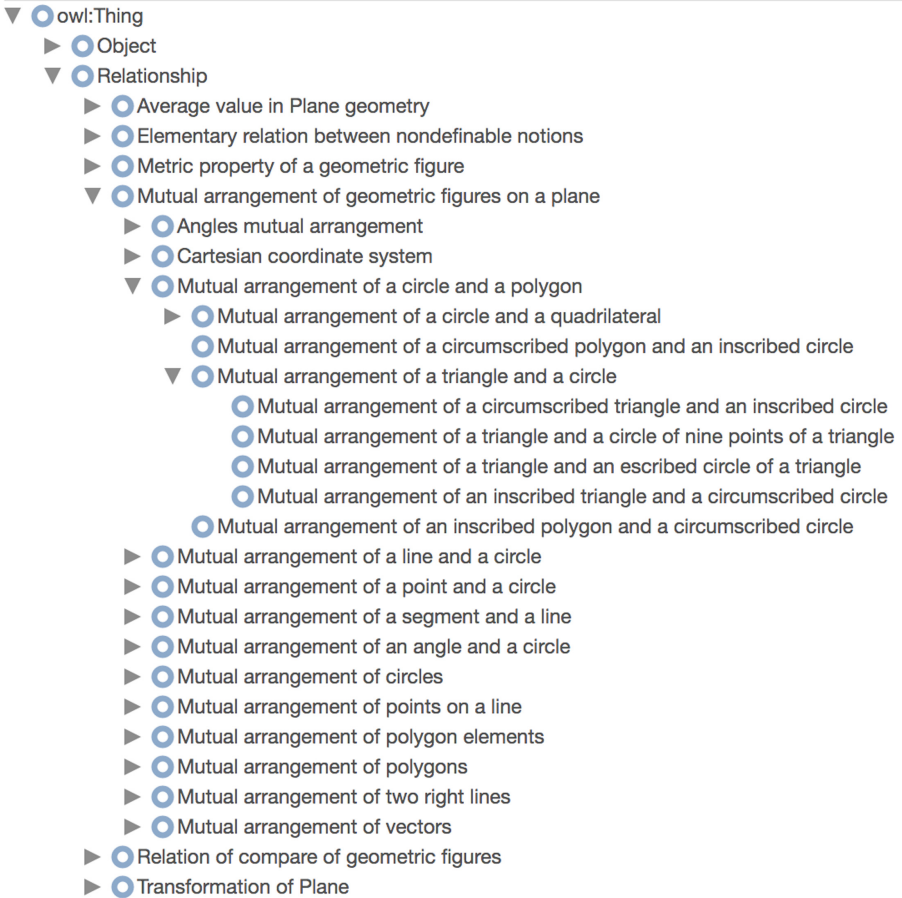 owl:Thing
Object
Relationship
Average value in Plane geometry
Elementary relation between nondefinable notions
Metric property of a geometric figure
Mutual arrangement of geometric figures on a plane
Angles mutual arrangement
Cartesian coordinate system
Mutual arrangement of a circle and a polygon
Mutual arrangement of a circle and a quadrilateral
Mutual arrangement of a circumscribed polygon and an inscribed circle
Mutual arrangement of a triangle and a circle
Mutual arrangement of a circumscribed triangle and an inscribed circle
Mutual arrangement of a triangle and a circle of nine points of a triangle
Mutual arrangement of a triangle and an escribed circle of a triangle
Mutual arrangement of an inscribed triangle and a circumscribed circle
Mutual arrangement of an inscribed polygon and a circumscribed circle
Mutual arrangement of a line and a circle
Mutual arrangement of a point and a circle
Mutual arrangement of a segment and a line
Mutual arrangement of an angle and a circle
Mutual arrangement of circles
Mutual arrangement of points on a line
Mutual arrangement of polygon elements
Mutual arrangement of polygons
Mutual arrangement of two right lines
Mutual arrangement of vectors
Relation of compare of geometric figures
Transformation of Plane